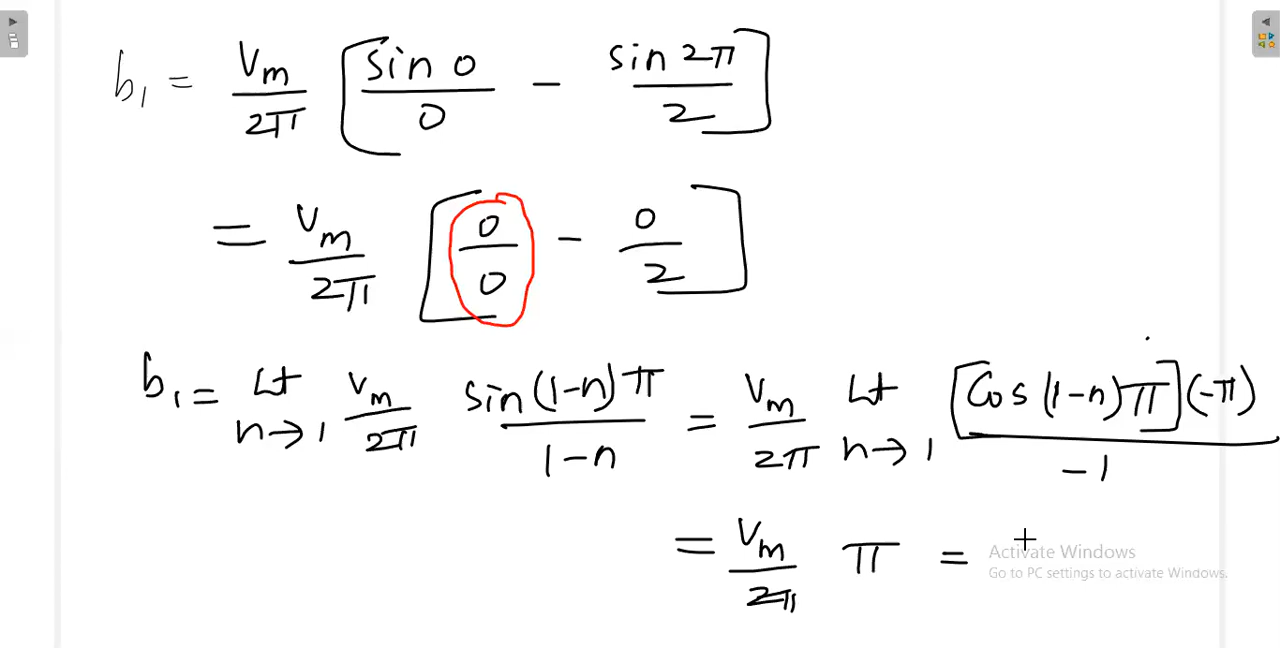 b₁ = Vm/2π [sin 0/0 − sin 2π/2]
= Vm/2π [0/0 − 0/2]
b₁ = Lt n→1 Vm/2π sin(1-n)π/1-n = Vm/2π Lt n→1 [Cos(1-n)π](-π)/-1
= Vm/2π π =
Activate Windows
Go to PC settings to activate Windows.